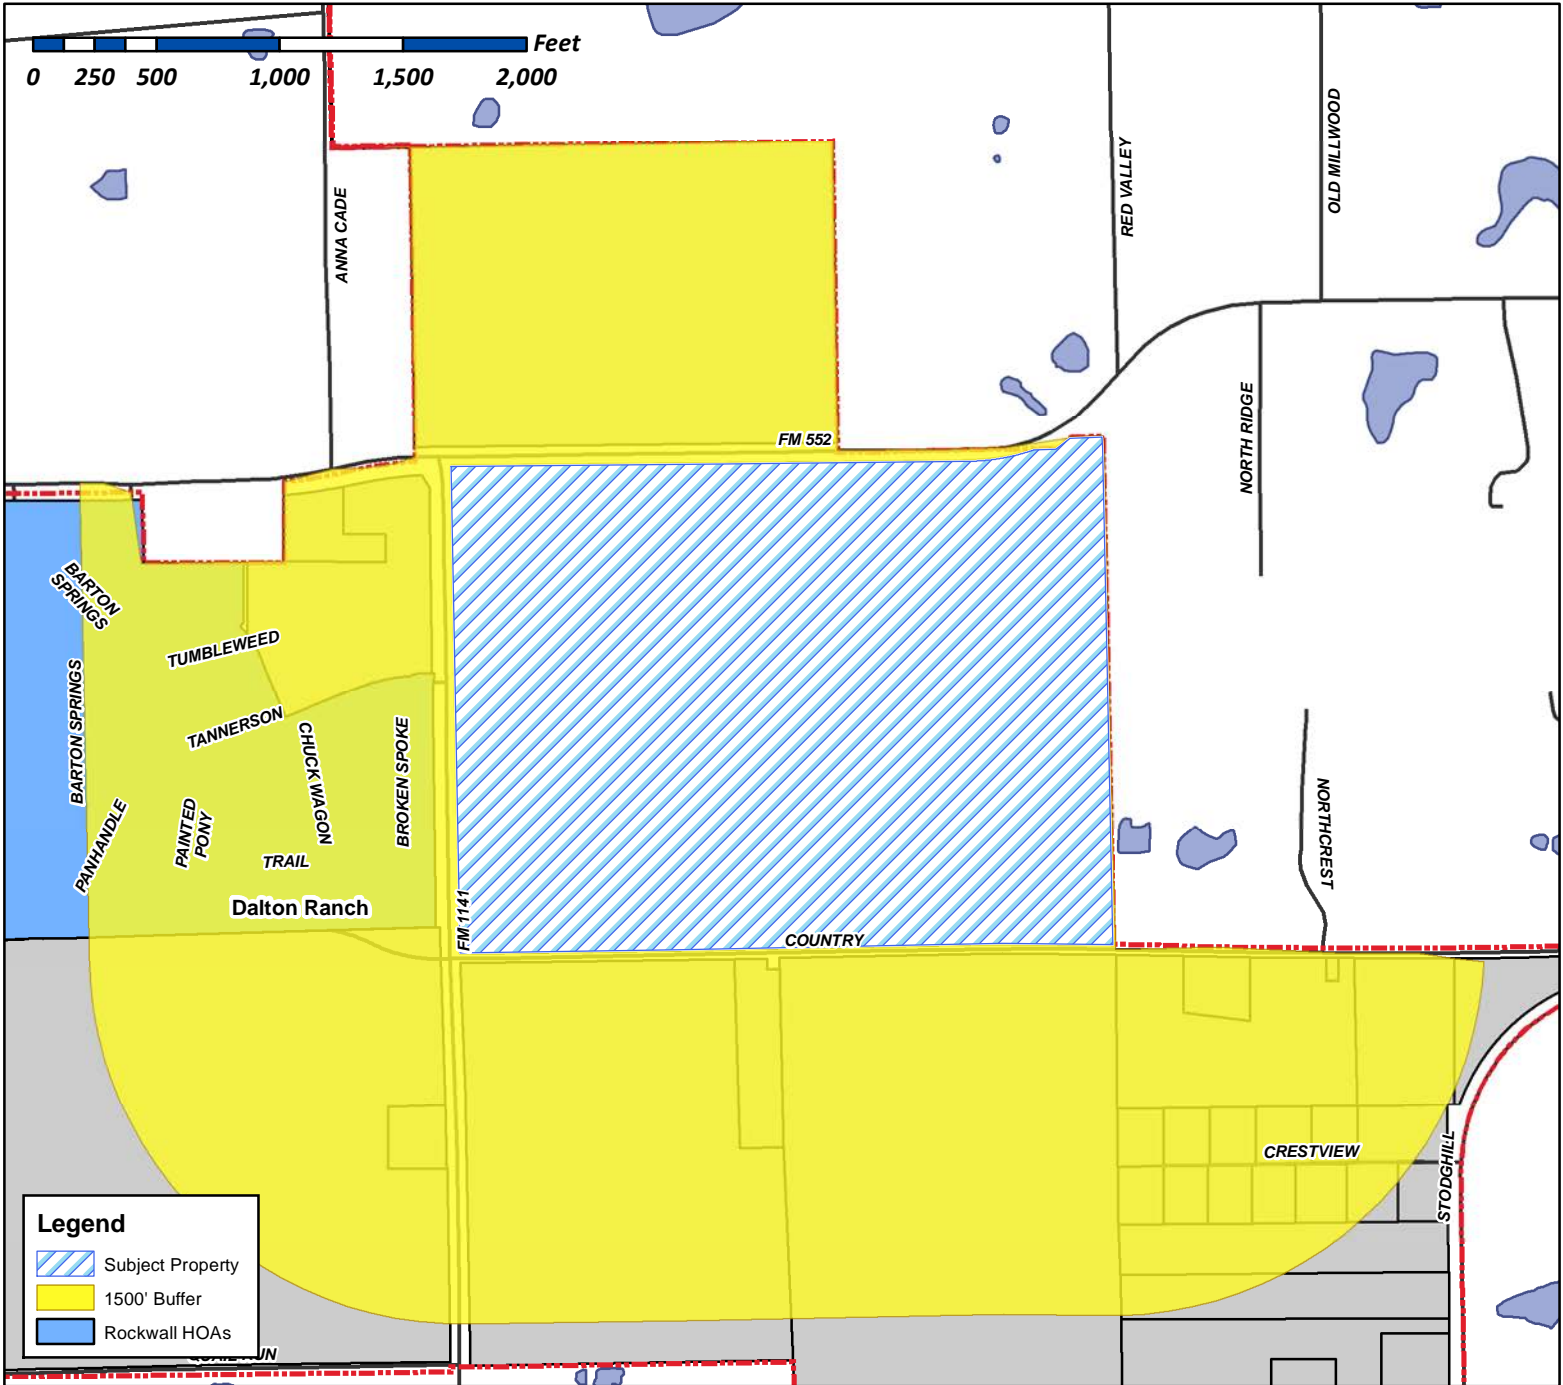 Feet
0 250 500 1,000 1,500 2,000
ANNA CADE
RED VALLEY
OLD MILLWOOD
FM 552
NORTH RIDGE
BARTON
SPRINGS
TUMBLEWEED
BARTON SPRINGS
TANNERSON
CHUCK WAGON
BROKEN SPOKE
PANHANDLE
PAINTED
PONY
TRAIL
NORTHCREST
Dalton Ranch
FM 1141
COUNTRY
CRESTVIEW
STODGHILL
Legend
Subject Property
1500' Buffer
Rockwall HOAs